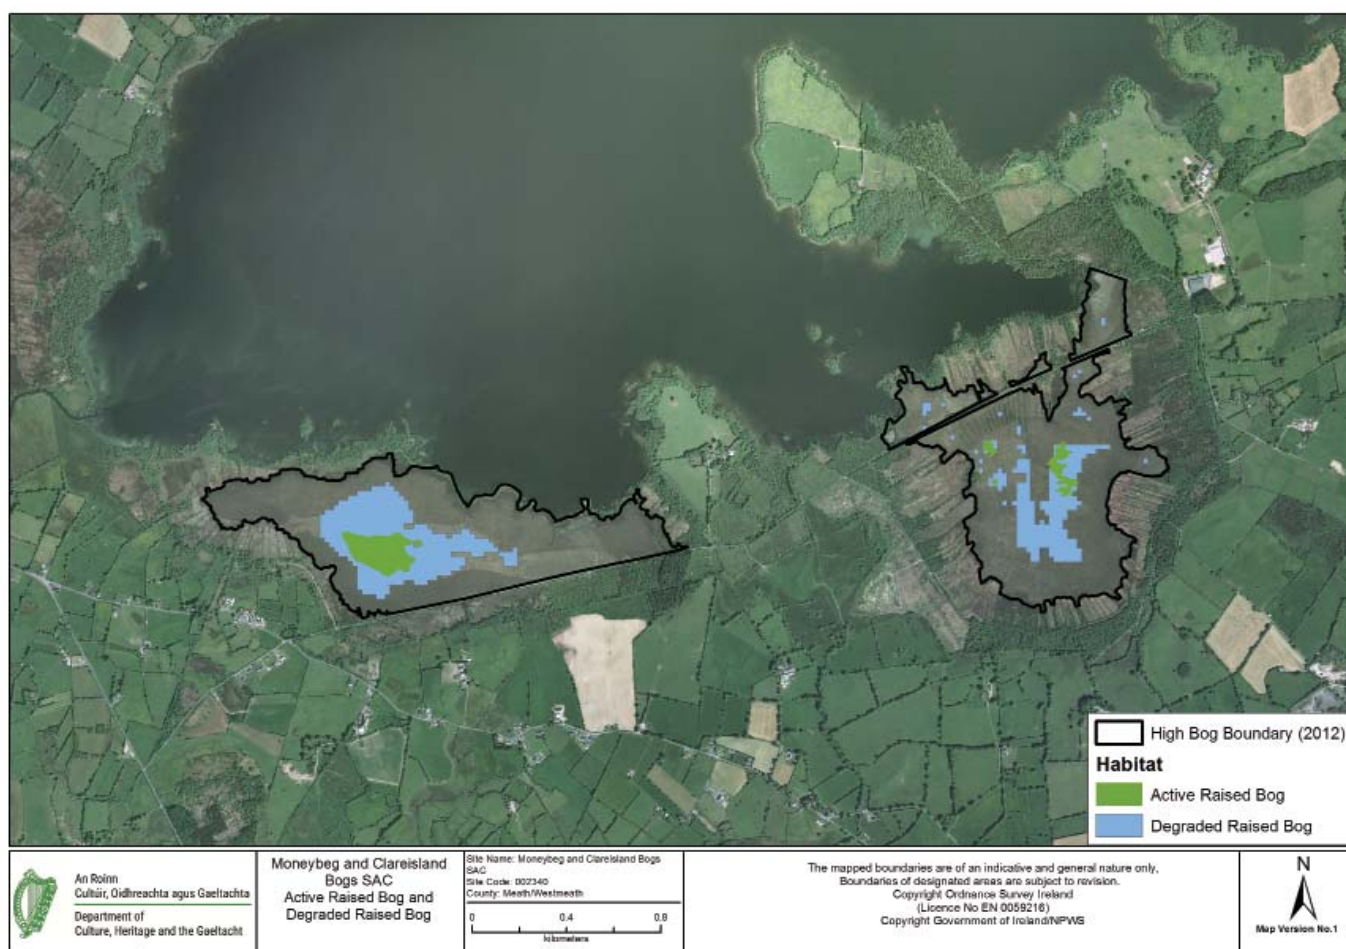 High Bog Boundary (2012)
Habitat
Active Raised Bog
Degraded Raised Bog
An Roinn
Cultúir, Oidhreachta agus Gaeltachta
Department of
Culture, Heritage and the Gaeltacht
Moneybeg and Clareisland
Bogs SAC
Active Raised Bog and
Degraded Raised Bog
Site Name: Moneybeg and Clareisland Bogs
SAC
Site Code: 002340
County: Meath/Westmeath
0 0.4 0.8
kilometers
The mapped boundaries are of an indicative and general nature only,
Boundaries of designated areas are subject to revision.
Copyright Ordnance Survey Ireland
(Licence No EN 0059216)
Copyright Government of Ireland/NPWS
N
Map Version No.1